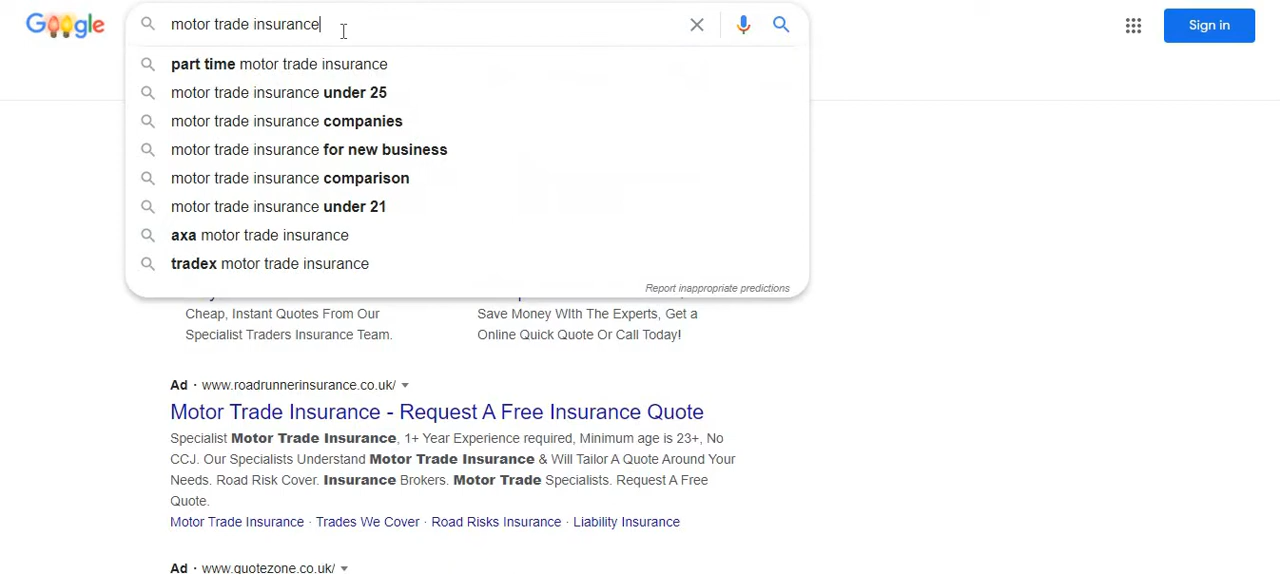 Google
motor trade insurance
Sign in
part time motor trade insurance
motor trade insurance under 25
motor trade insurance companies
motor trade insurance for new business
motor trade insurance comparison
motor trade insurance under 21
axa motor trade insurance
tradex motor trade insurance
Report inappropriate predictions
Cheap, Instant Quotes From Our
Specialist Traders Insurance Team.
Save Money WIth The Experts, Get a
Online Quick Quote Or Call Today!
Ad · www.roadrunnerinsurance.co.uk/
Motor Trade Insurance - Request A Free Insurance Quote
Specialist Motor Trade Insurance, 1+ Year Experience required, Minimum age is 23+, No
CCJ. Our Specialists Understand Motor Trade Insurance & Will Tailor A Quote Around Your
Needs. Road Risk Cover. Insurance Brokers. Motor Trade Specialists. Request A Free
Quote.
Motor Trade Insurance · Trades We Cover · Road Risks Insurance · Liability Insurance
Ad · www.quotezone.co.uk/